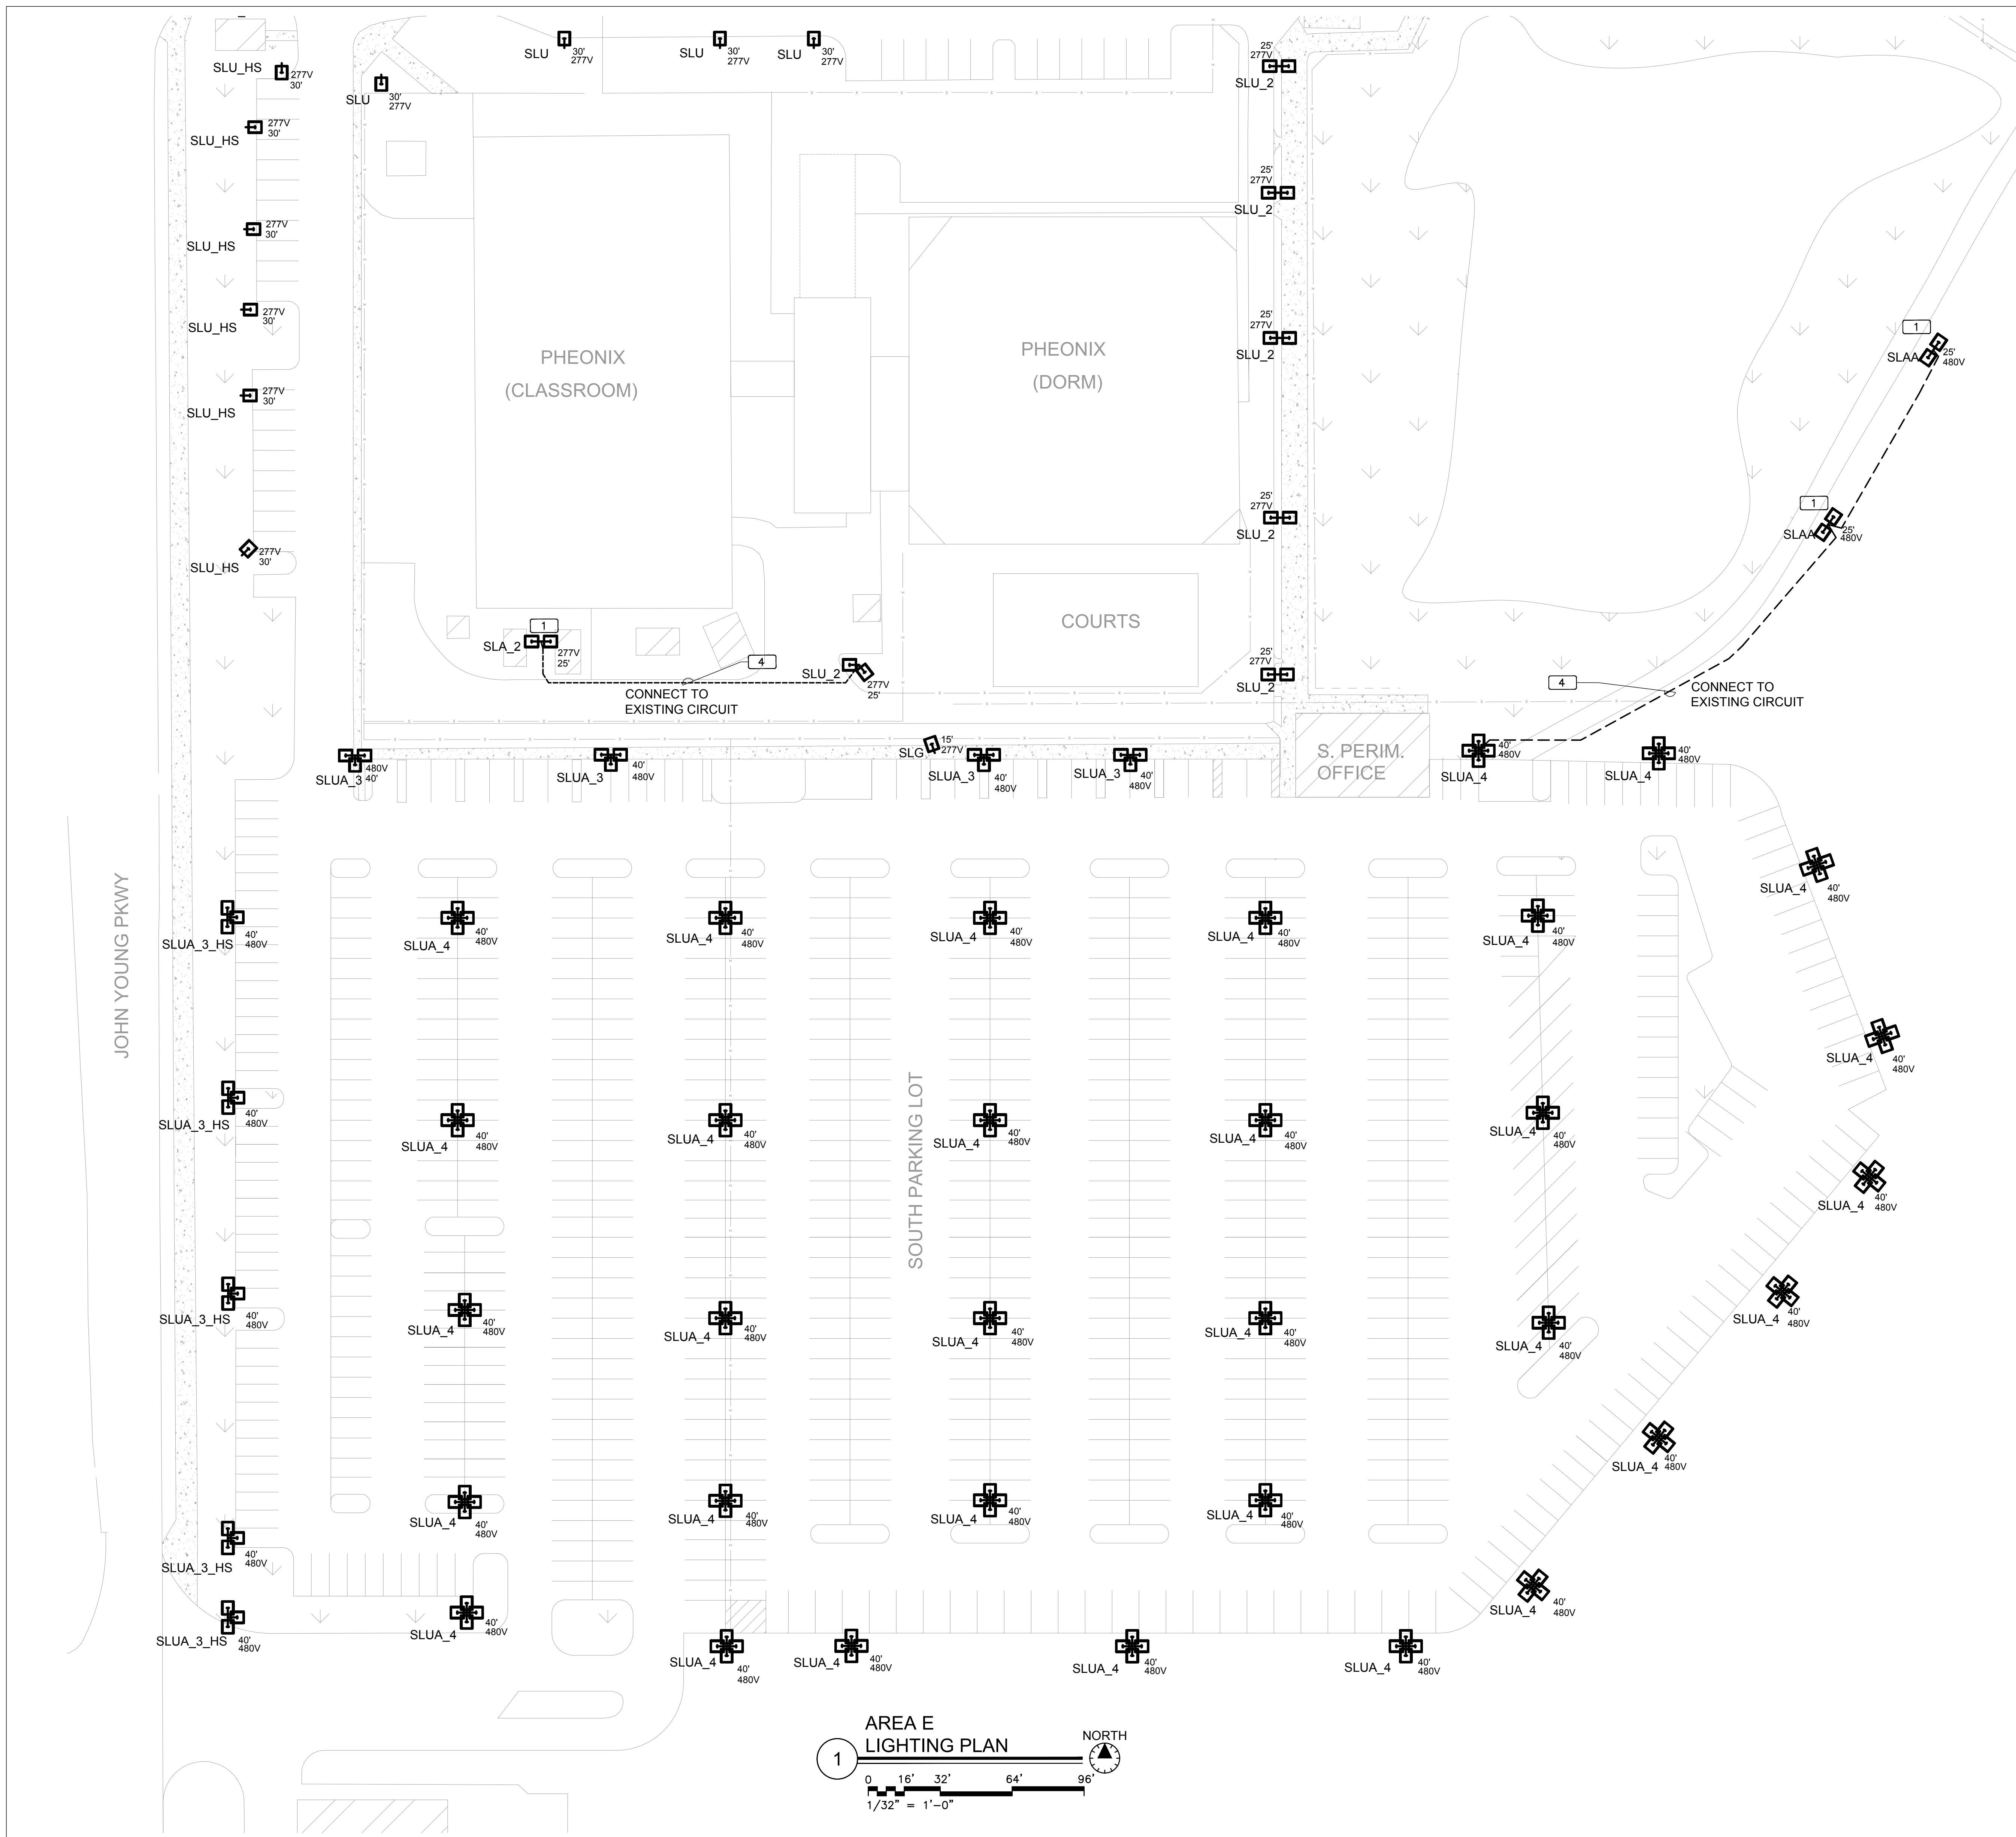 SLU
30'
277V
SLU
30'
277V
SLU
30'
277V
25'
277V
SLU_2
SLU_HS
277V
30'
SLU
30'
277V
SLU_HS
277V
30'
25'
277V
SLU_2
SLU_HS
277V
30'
SLU_HS
277V
30'
25'
277V
SLU_2
PHEONIX
(CLASSROOM)
PHEONIX
(DORM)
1
SLAA
25'
480V
SLU_HS
277V
30'
25'
277V
SLU_2
1
SLAA
25'
480V
SLU_HS
277V
30'
COURTS
1
SLA_2
277V
25'
4
CONNECT TO
EXISTING CIRCUIT
SLU_2
277V
25'
25'
277V
SLU_2
4
CONNECT TO
EXISTING CIRCUIT
SLUA_3
480V
40'
SLUA_3
40'
480V
SLG
15'
277V
SLUA_3
40'
480V
SLUA_3
40'
480V
S. PERIM.
OFFICE
SLUA_4
40'
480V
SLUA_4
40'
480V
SLUA_4
40'
480V
JOHN YOUNG PKWY
SLUA_3_HS
40'
480V
SLUA_4
40'
480V
SLUA_4
40'
480V
SLUA_4
40'
480V
SLUA_4
40'
480V
SLUA_4
40'
480V
SLUA_4
40'
480V
SLUA_3_HS
40'
480V
SLUA_4
40'
480V
SLUA_4
40'
480V
SOUTH PARKING LOT
SLUA_4
40'
480V
SLUA_4
40'
480V
SLUA_4
40'
480V
SLUA_4
40'
480V
SLUA_3_HS
40'
480V
SLUA_4
40'
480V
SLUA_4
40'
480V
SLUA_4
40'
480V
SLUA_4
40'
480V
SLUA_4
40'
480V
SLUA_4
40'
480V
SLUA_4
40'
480V
SLUA_3_HS
40'
480V
SLUA_4
40'
480V
SLUA_4
40'
480V
SLUA_4
40'
480V
SLUA_4
40'
480V
SLUA_4
40'
480V
SLUA_3_HS
40'
480V
SLUA_4
40'
480V
SLUA_4
40'
480V
SLUA_4
40'
480V
SLUA_4
40'
480V
SLUA_4
40'
480V
1
AREA E
LIGHTING PLAN
NORTH
0 16' 32' 64' 96'
1/32" = 1'-0"